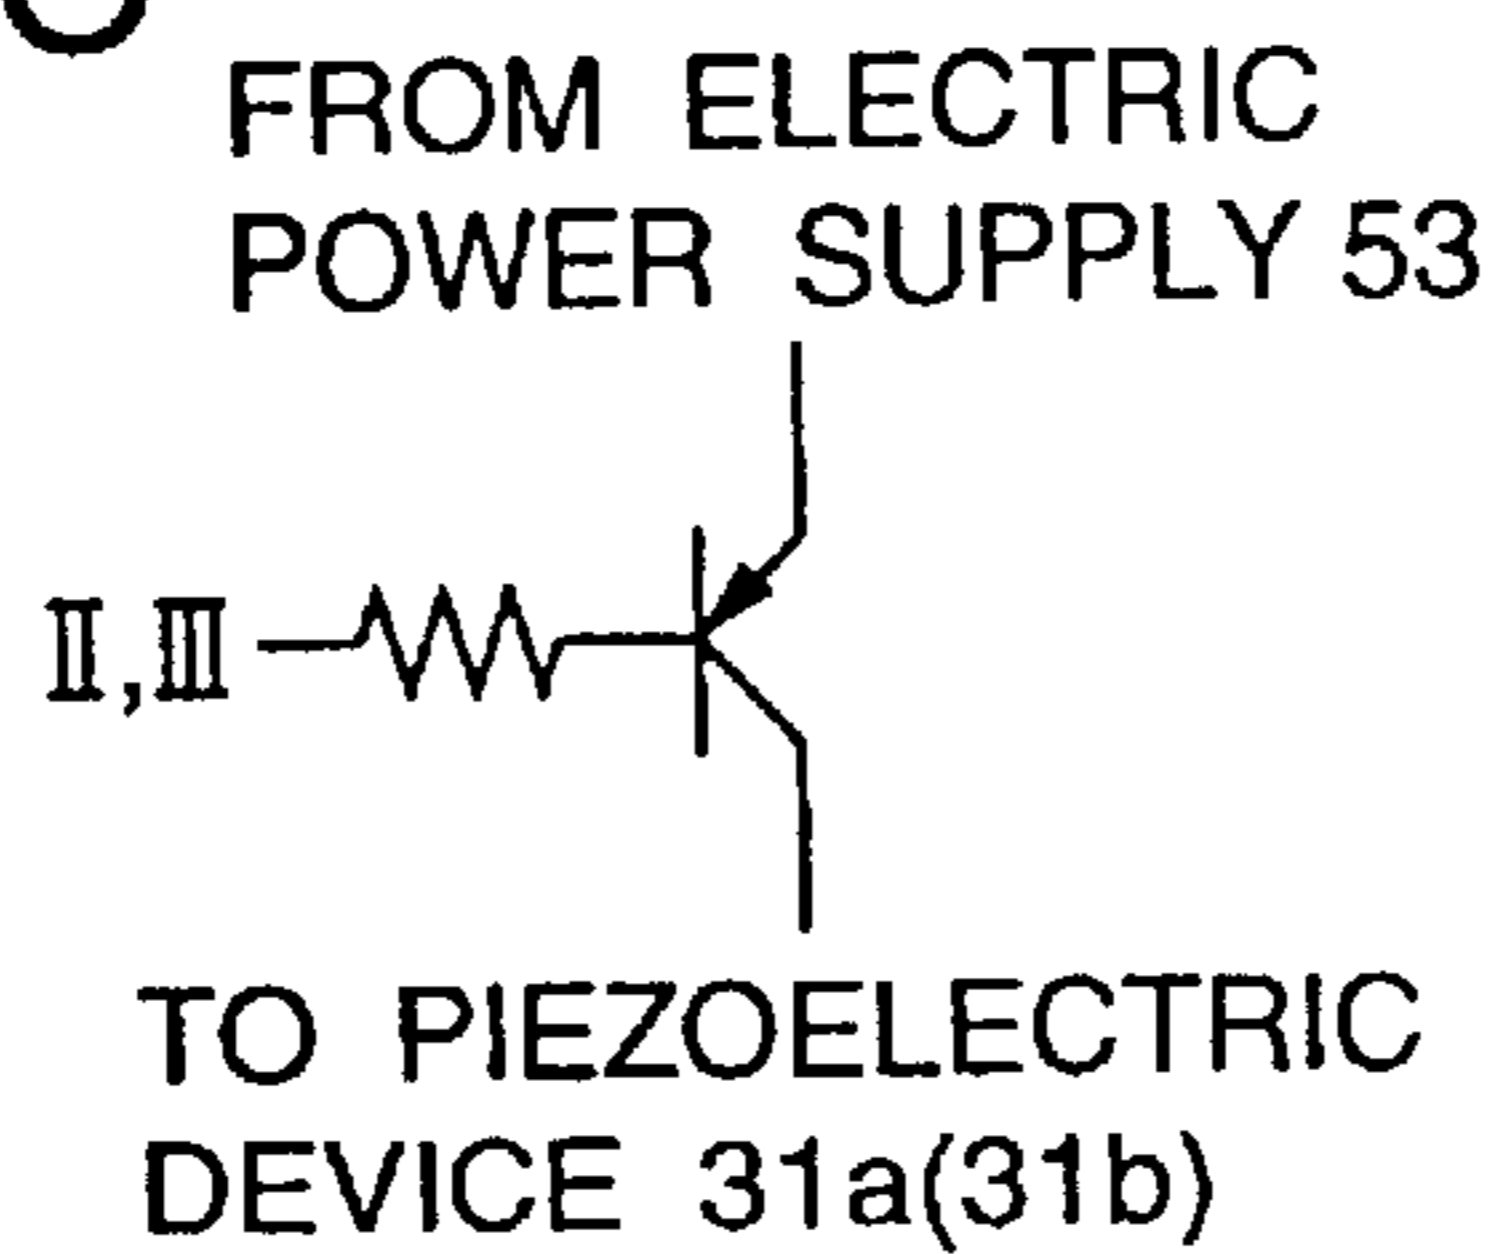 FROM ELECTRIC
POWER SUPPLY 53
II,III
TO PIEZOELECTRIC
DEVICE 31a(31b)